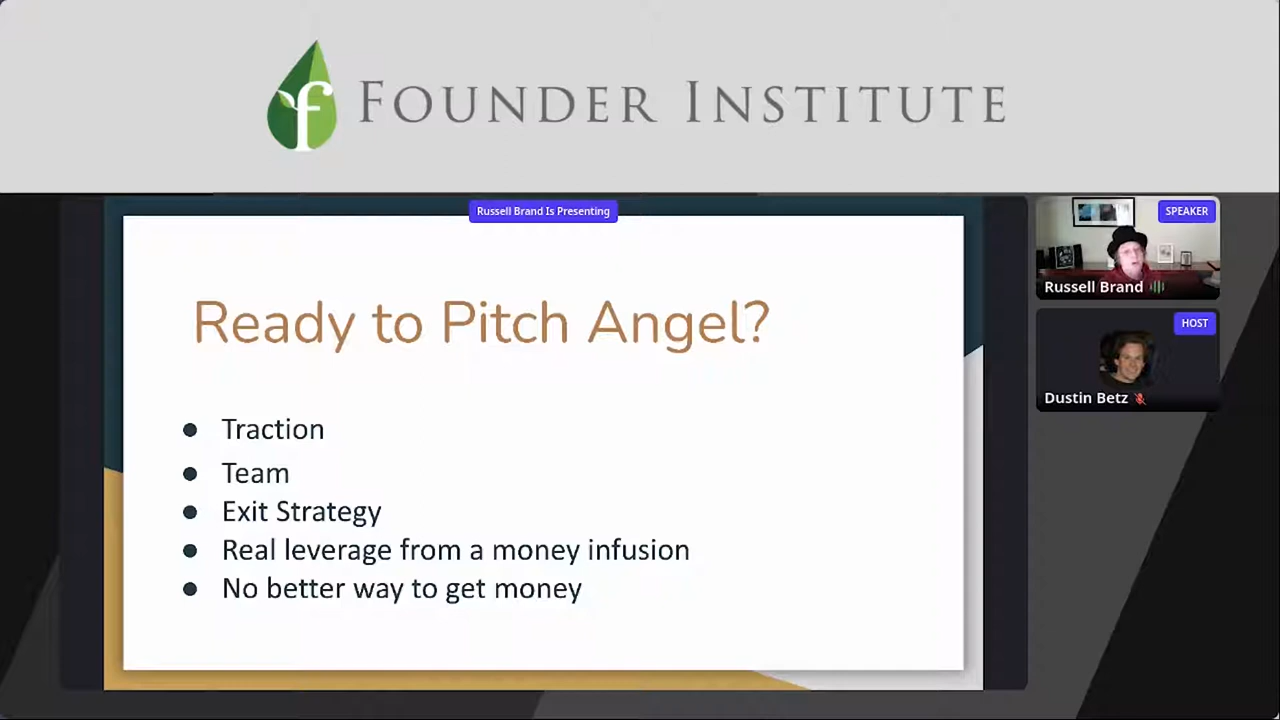 FOUNDER INSTITUTE
Russell Brand Is Presenting
Ready to Pitch Angel?
Traction
Team
Exit Strategy
Real leverage from a money infusion
No better way to get money
SPEAKER
Russell Brand
HOST
Dustin Betz